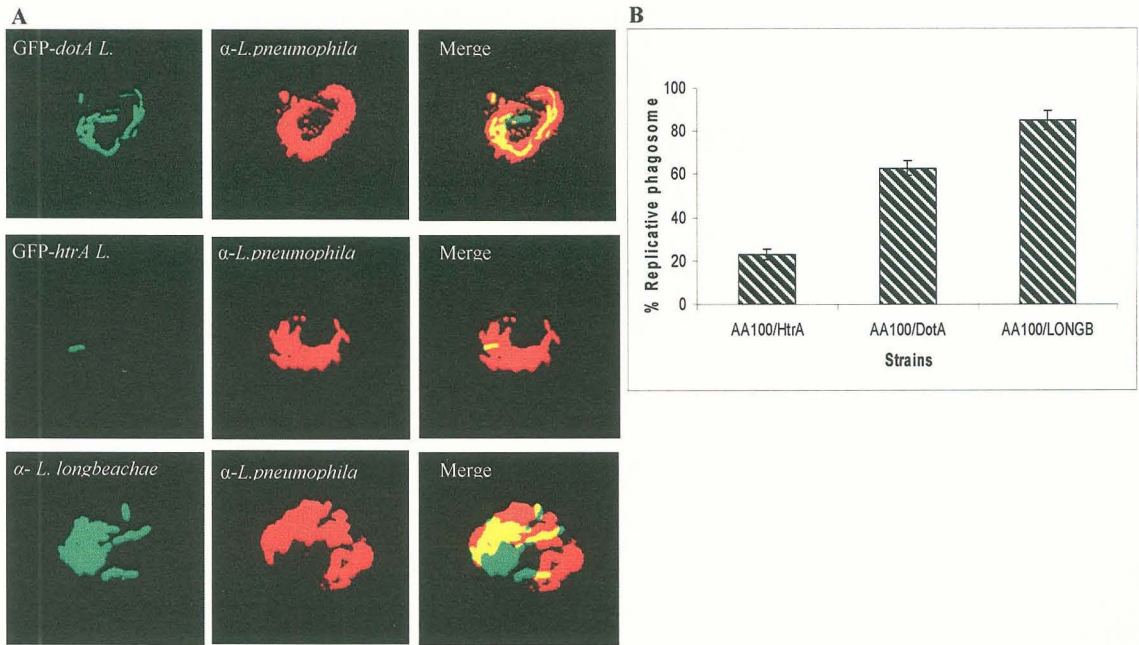 A
GFP-dotA L.
α-L.pneumophila
Merge
GFP-htrA L.
α-L.pneumophila
Merge
α- L. longbeachae
α-L.pneumophila
Merge
B
% Replicative phagosome
100
80
60
40
20
0
AA100/HtrA
AA100/DotA
AA100/LONGB
Strains